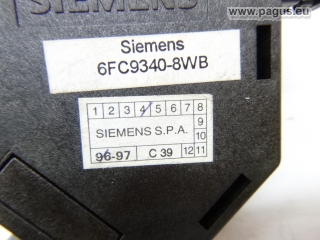 www.pagus.eu
SIEMENS
Siemens
6FC9340-8WB
1 2 3 4 5 6 7 8
9
SIEMENS S.P.A.
10
96-97 C 39 12 11